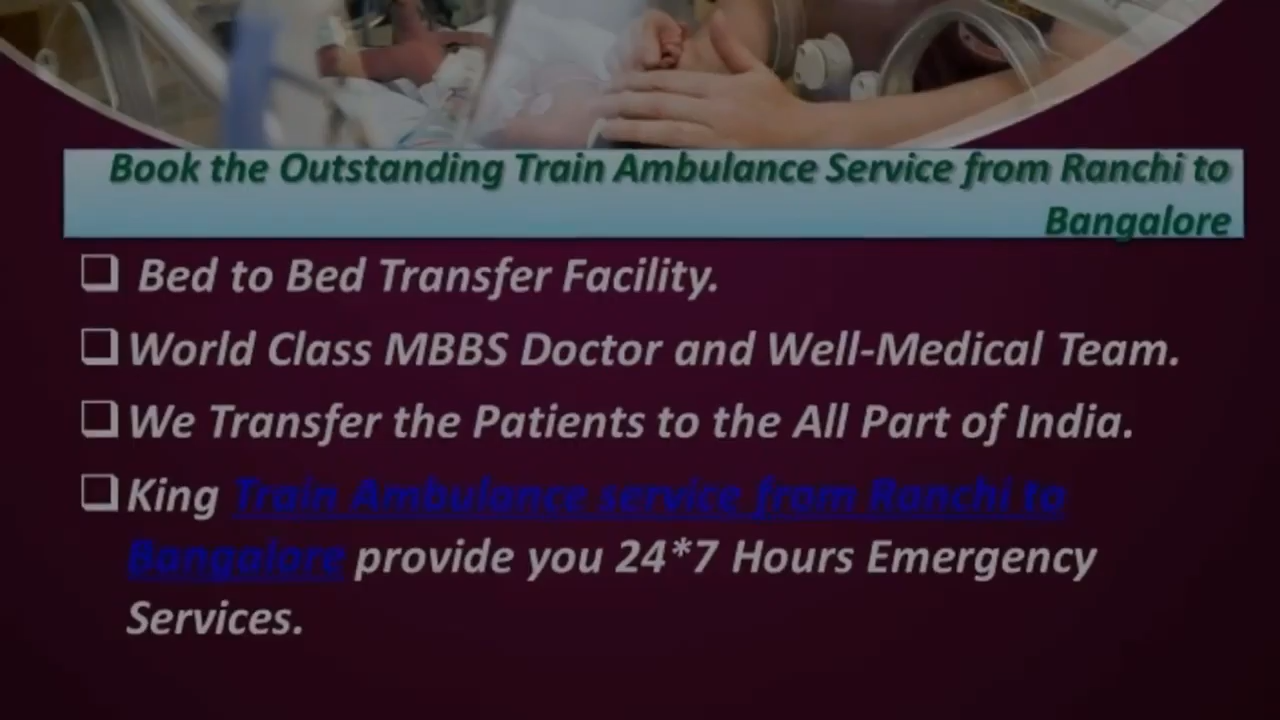 Book the Outstanding Train Ambulance Service from Ranchi to
Bangalore
❑ Bed to Bed Transfer Facility.
❑ World Class MBBS Doctor and Well-Medical Team.
❑ We Transfer the Patients to the All Part of India.
❑ King Train Ambulance service from Ranchi to
Bangalore provide you 24*7 Hours Emergency
Services.